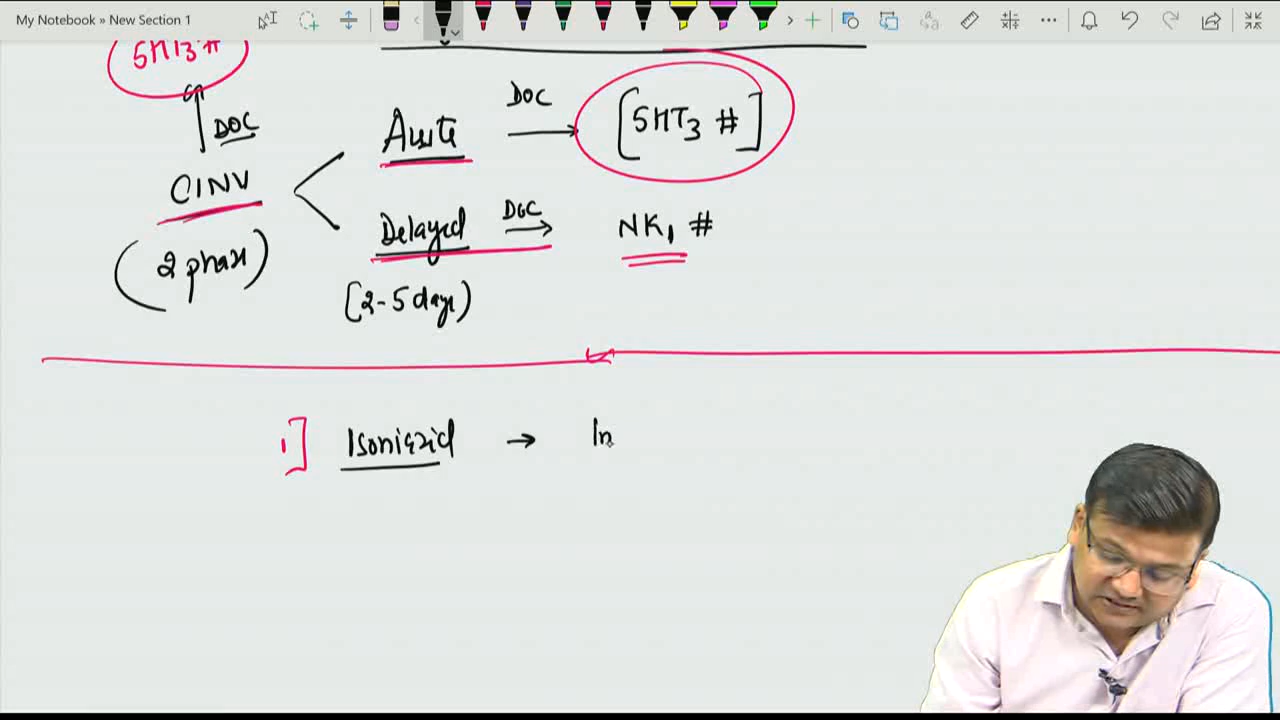 My Notebook » New Section 1
5HT3 #
DOC
CINV
(2 phase)
Acute DOC → [5HT3 #]
Delayed DOC → NK1 #
(2-5 days)
1] Isoniazid → In